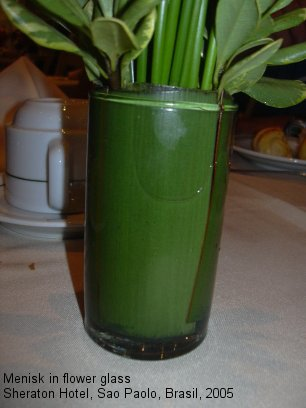 Menisk in flower glass
Sheraton Hotel, Sao Paolo, Brasil, 2005